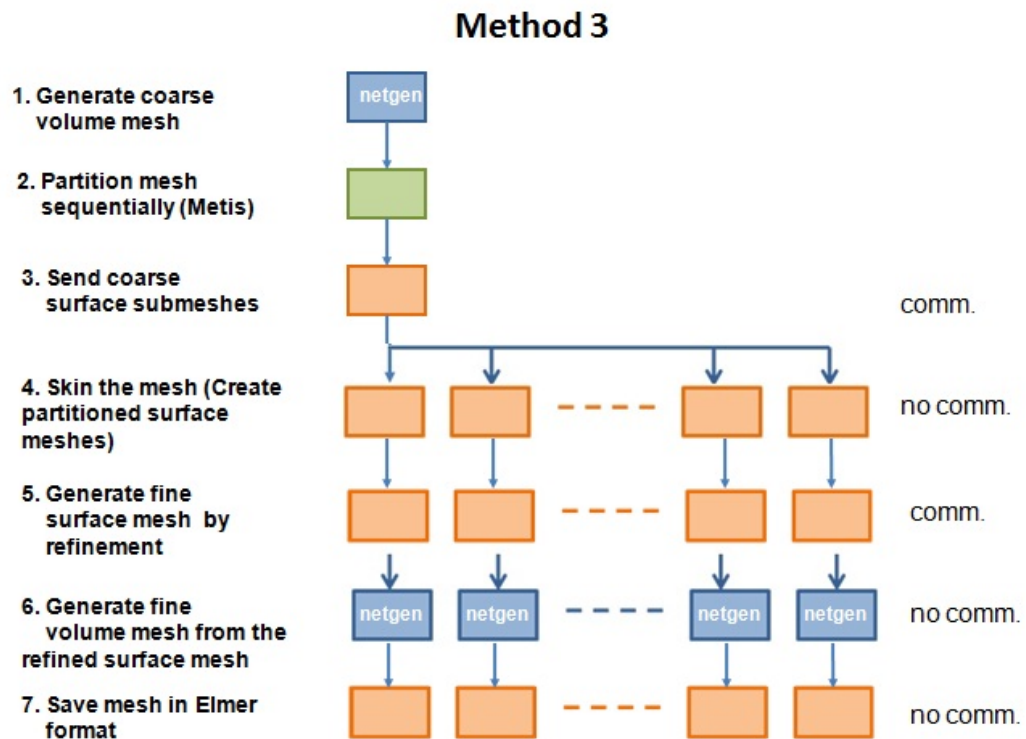 Method 3
1. Generate coarse
volume mesh
netgen
2. Partition mesh
sequentially (Metis)
3. Send coarse
surface submeshes
comm.
4. Skin the mesh (Create
partitioned surface
meshes)
no comm.
5. Generate fine
surface mesh by
refinement
comm.
6. Generate fine
volume mesh from the
refined surface mesh
netgen netgen netgen netgen
no comm.
7. Save mesh in Elmer
format
no comm.